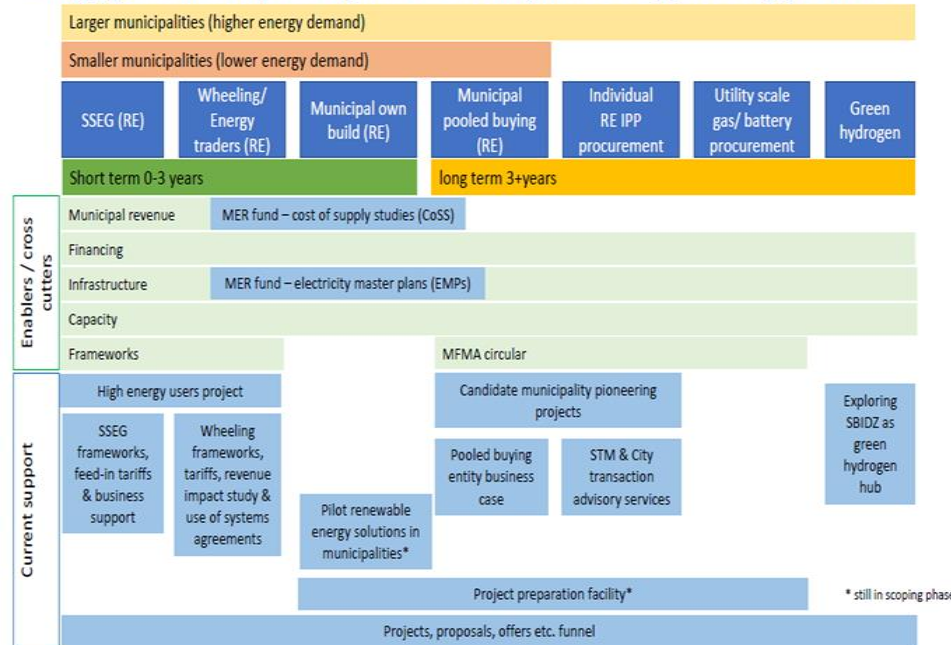 Larger municipalities (higher energy demand)
Smaller municipalities (lower energy demand)
SSEG (RE)
Wheeling/
Energy
traders (RE)
Municipal own
build (RE)
Municipal
pooled buying
(RE)
Individual
RE IPP
procurement
Utility scale
gas/ battery
procurement
Green
hydrogen
Short term 0-3 years
long term 3+years
Enablers / cross
cutters
Municipal revenue
MER fund – cost of supply studies (CoSS)
Financing
Infrastructure
MER fund – electricity master plans (EMPs)
Capacity
Frameworks
MFMA circular
Current support
High energy users project
Candidate municipality pioneering
projects
SSEG
frameworks,
feed-in tariffs
& business
support
Wheeling
frameworks,
tariffs, revenue
impact study &
use of systems
agreements
Pilot renewable
energy solutions in
municipalities*
Pooled buying
entity business
case
STM & City
transaction
advisory services
Exploring
SBIDZ as
green
hydrogen
hub
Project preparation facility*
* still in scoping phase
Projects, proposals, offers etc. funnel